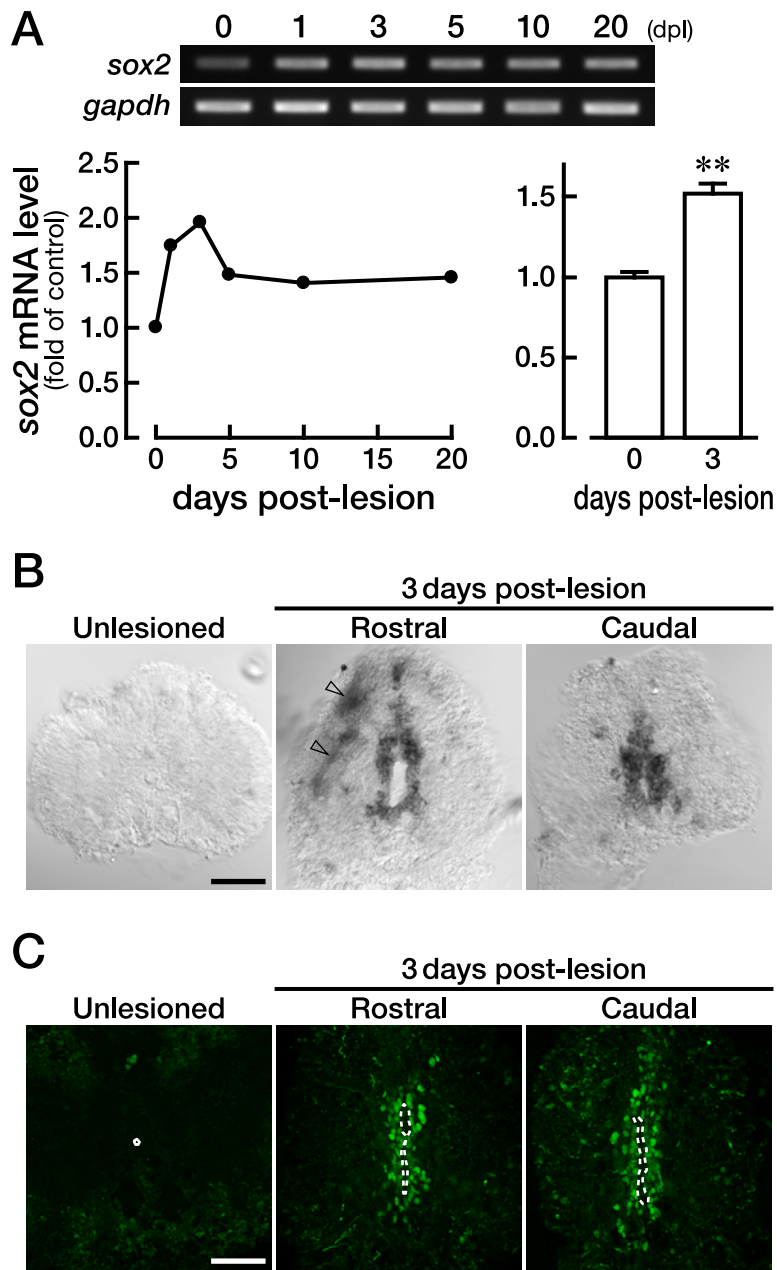 A
0 1 3 5 10 20 (dpl)
sox2
gapdh
sox2 mRNA level
(fold of control)
2.5
2.0
1.5
1.0
0.5
0.0
0 5 10 15 20
days post-lesion
**
1.5
1.0
0.5
0.0
0 3
days post-lesion
B
3 days post-lesion
Unlesioned Rostral Caudal
C
3 days post-lesion
Unlesioned Rostral Caudal